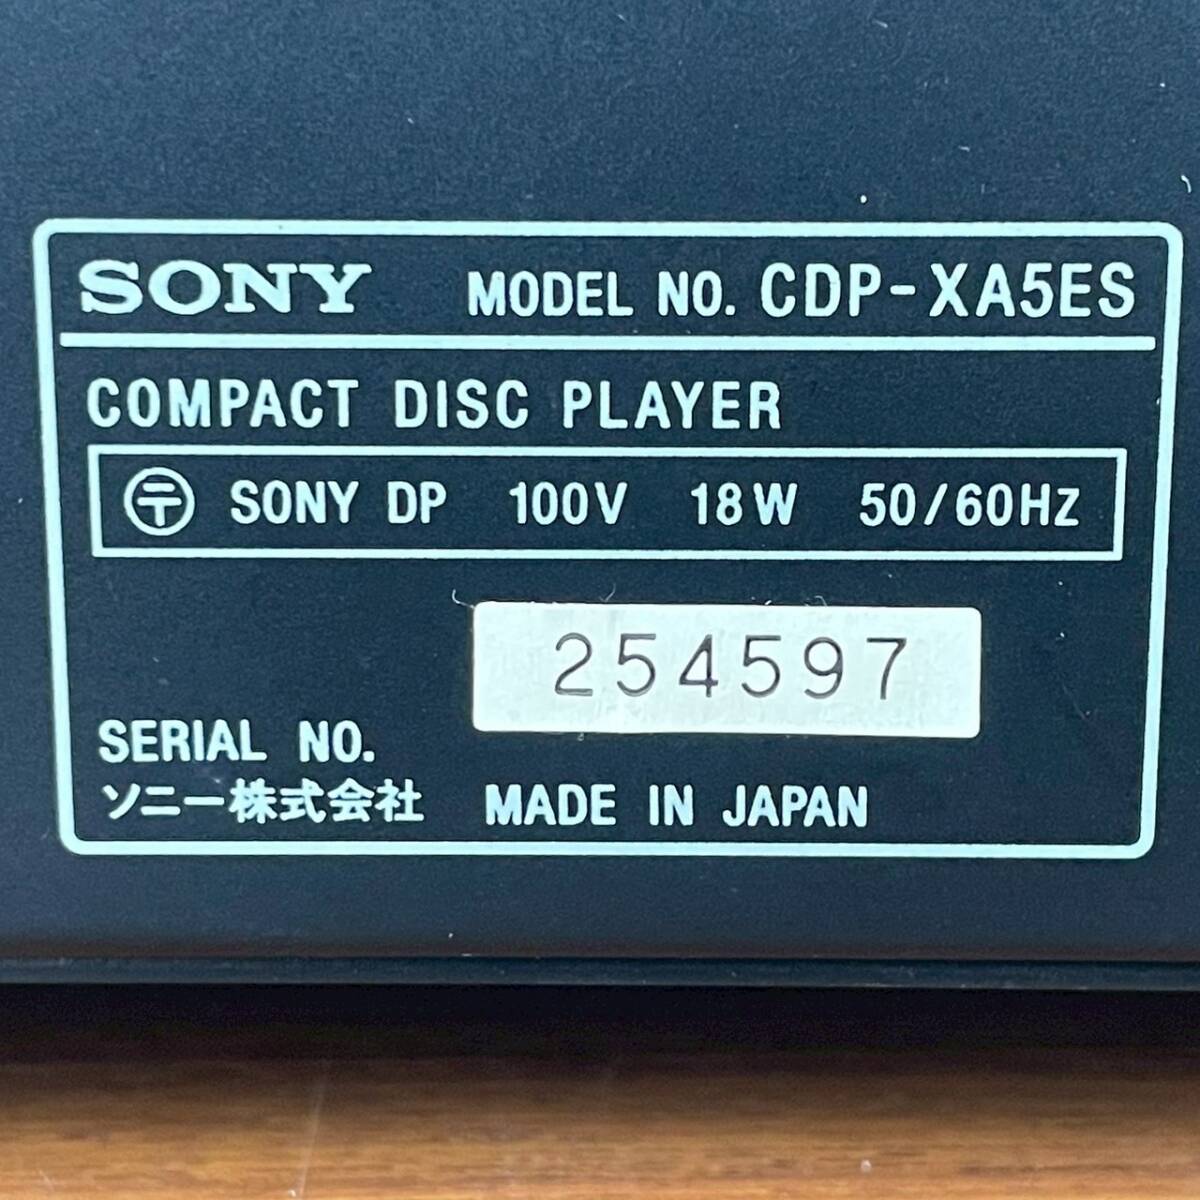 SONY MODEL NO. CDP-XA5ES
COMPACT DISC PLAYER
〶 SONY DP 100V 18W 50/60Hz
254597
SERIAL NO.
ソニー株式会社 MADE IN JAPAN